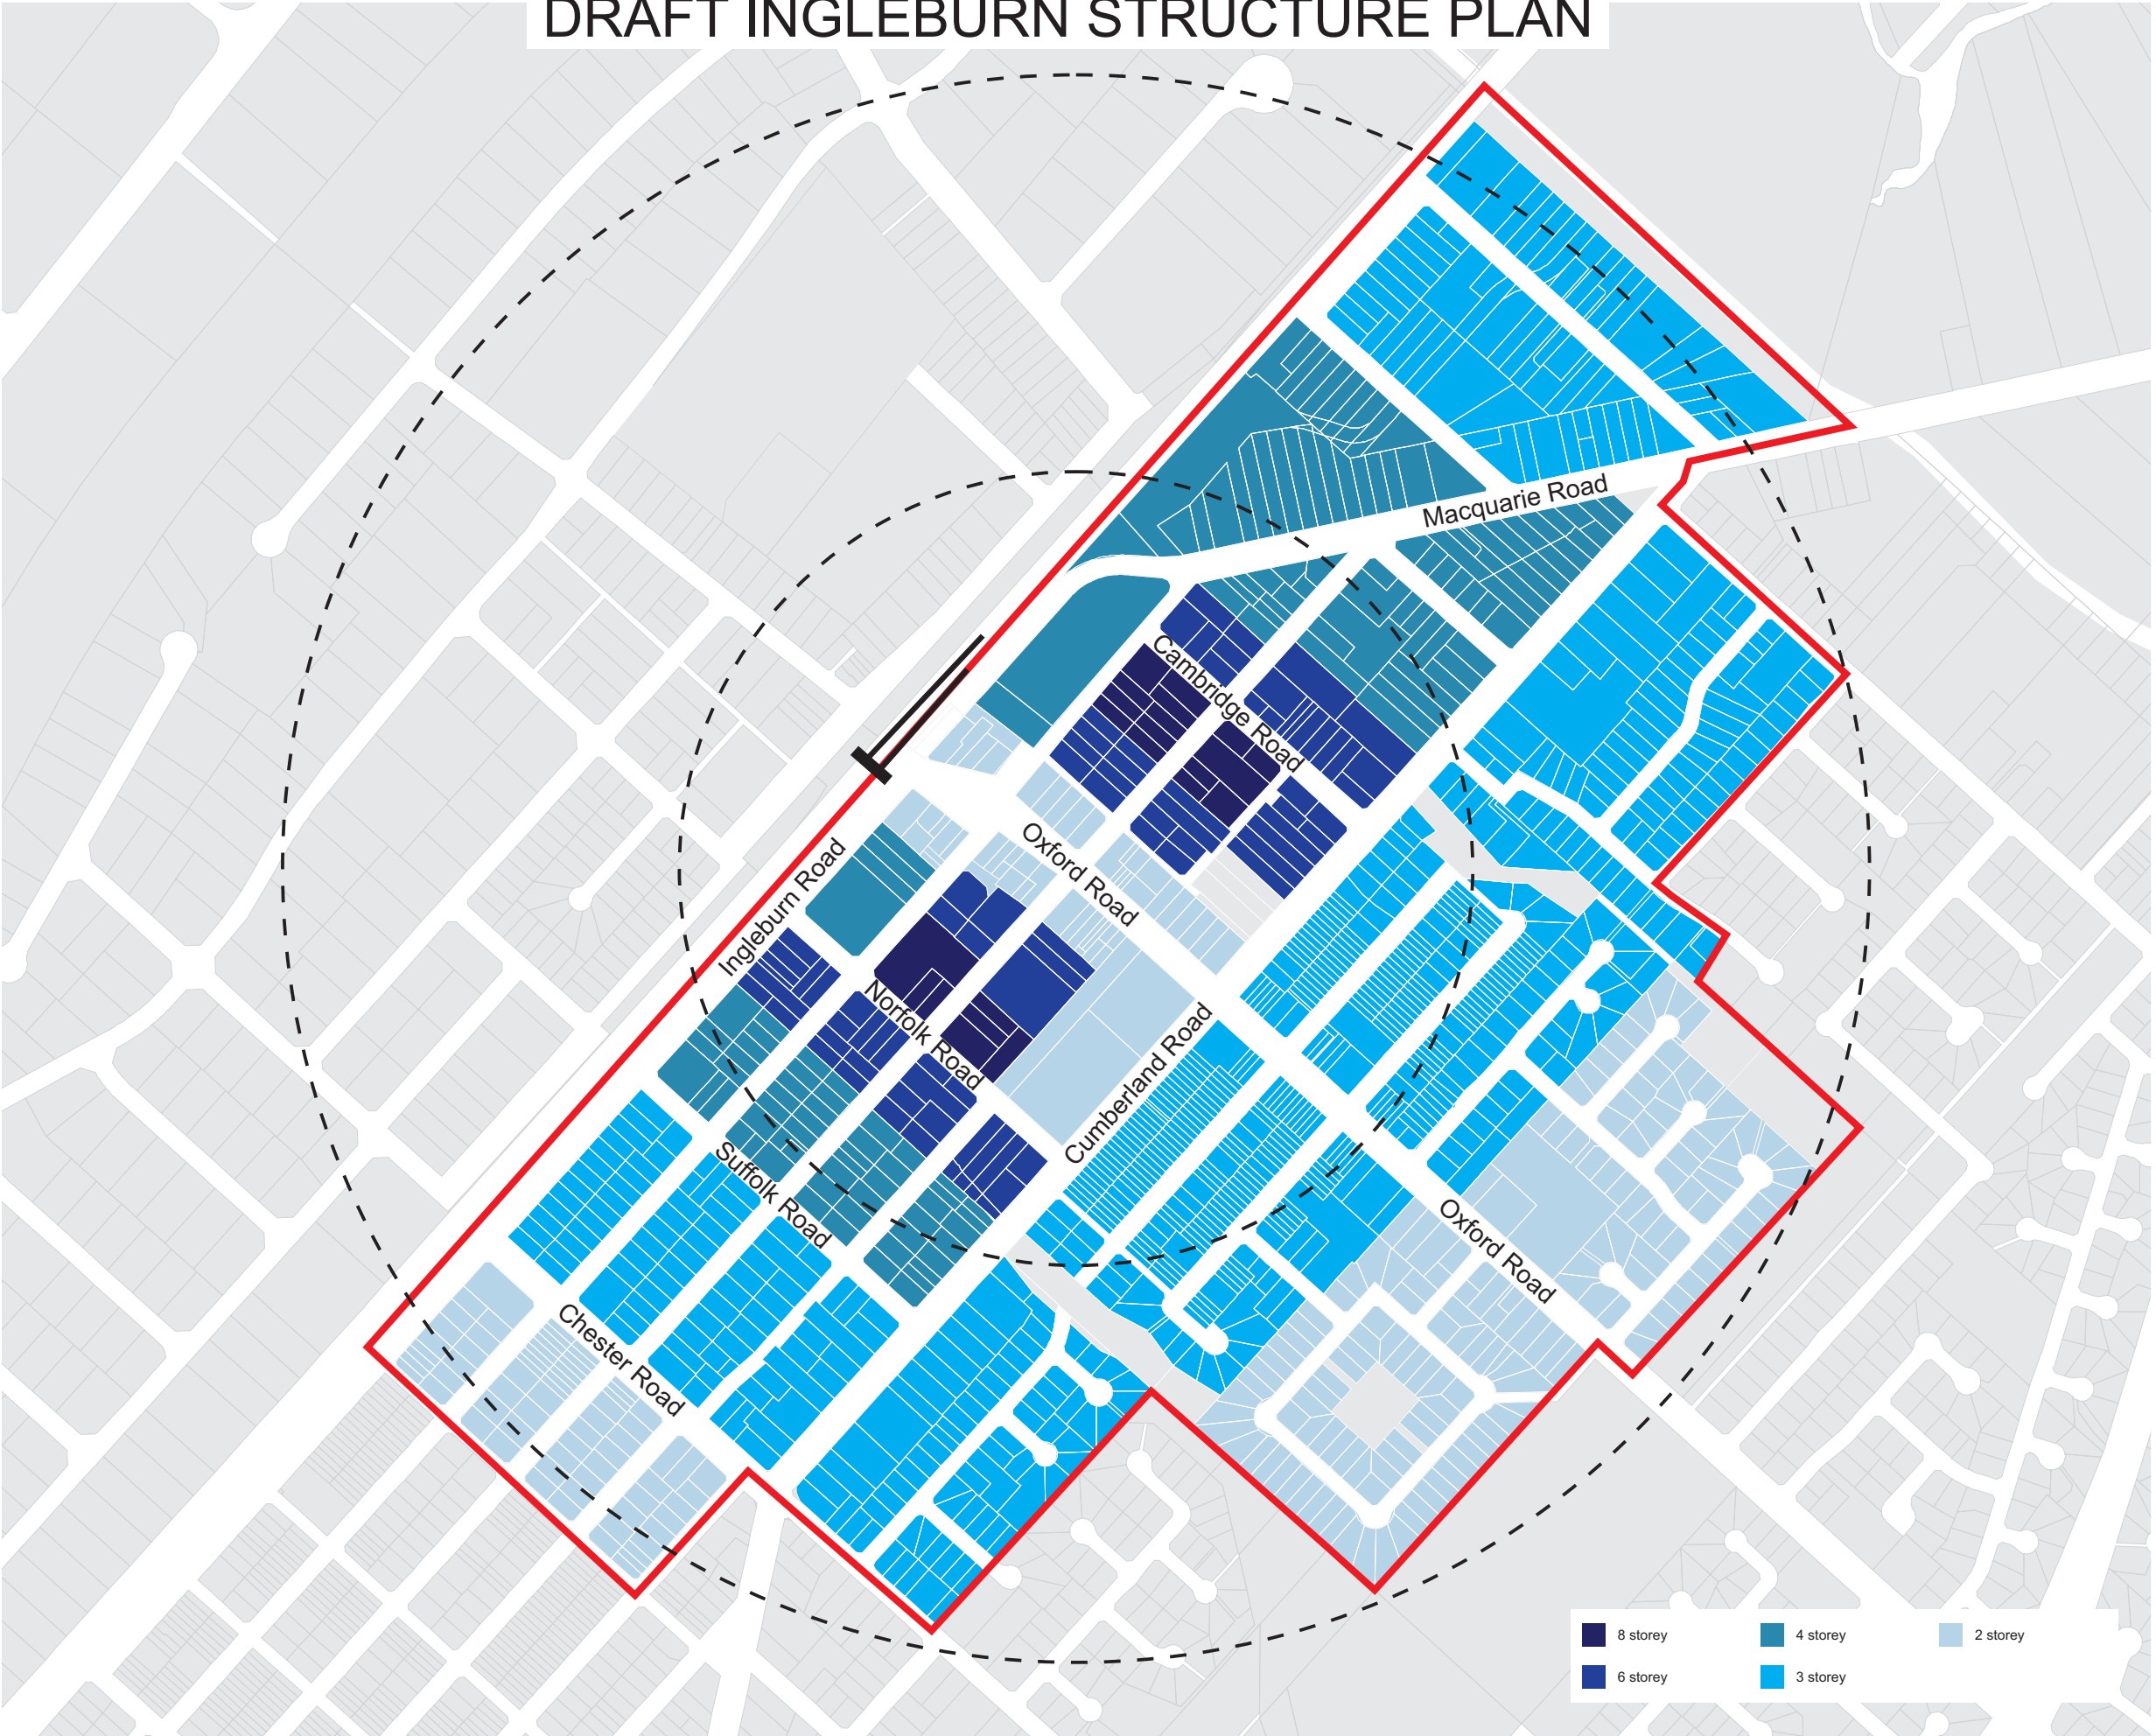 DRAFT INGLEBURN STRUCTURE PLAN
Macquarie Road
Cambridge Road
Oxford Road
Ingleburn Road
Norfolk Road
Cumberland Road
Suffolk Road
Oxford Road
Chester Road
8 storey
4 storey
2 storey
6 storey
3 storey